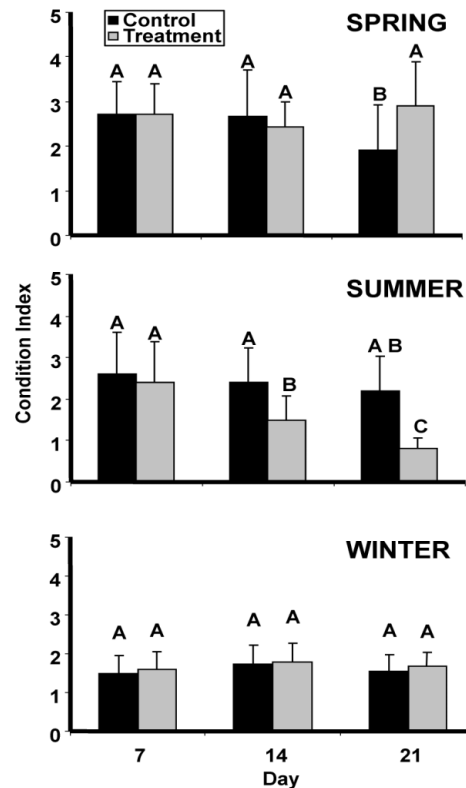 SPRING
Control
Treatment
5
4
3
2
1
0
A A A A B A
SUMMER
5
4
3
2
1
0
A A A B A B C
Condition Index
WINTER
5
4
3
2
1
0
A A A A A A
7 14 21
Day